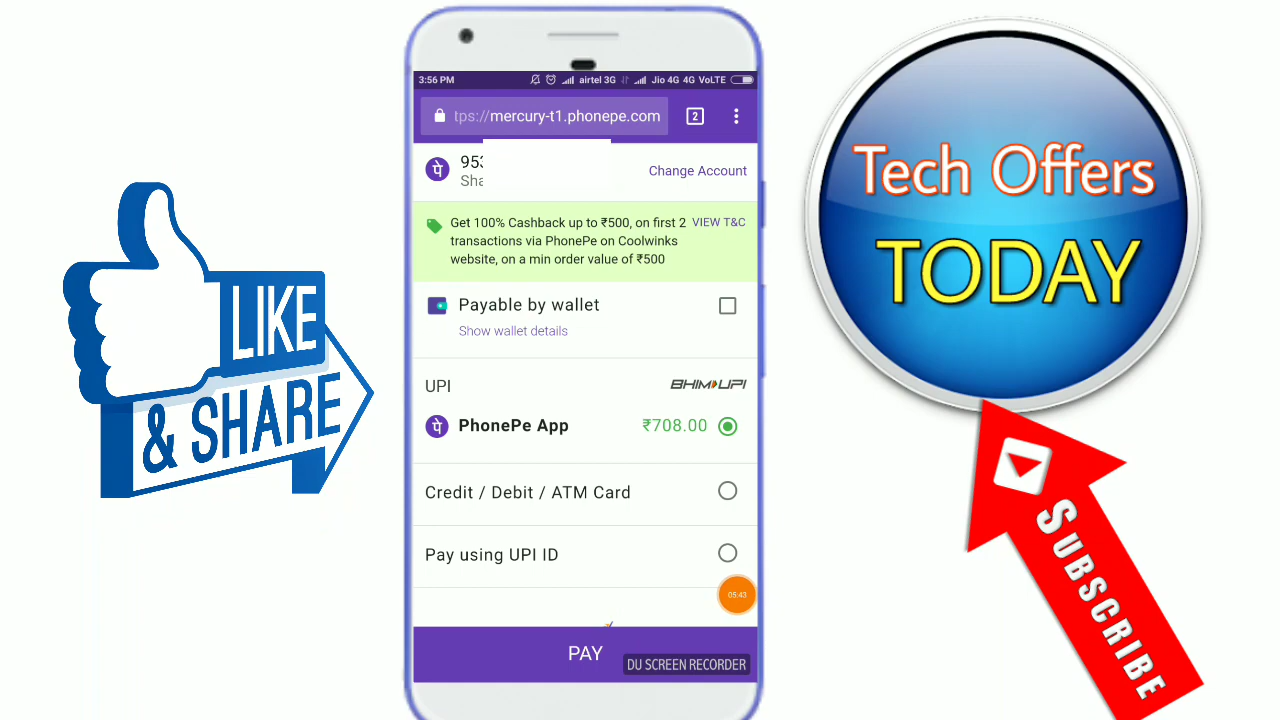 LIKE
& SHARE
3:56 PM airtel 3G Jio 4G 4G VoLTE
tps://mercury-t1.phonepe.com 2
पे 953
Sha
Change Account
Get 100% Cashback up to ₹500, on first 2 VIEW T&C
transactions via PhonePe on Coolwinks
website, on a min order value of ₹500
Payable by wallet
Show wallet details
UPI BHIM UPI
पे PhonePe App ₹708.00
Credit / Debit / ATM Card
Pay using UPI ID
05:43
PAY
DU SCREEN RECORDER
Tech Offers
TODAY
SUBSCRIBE